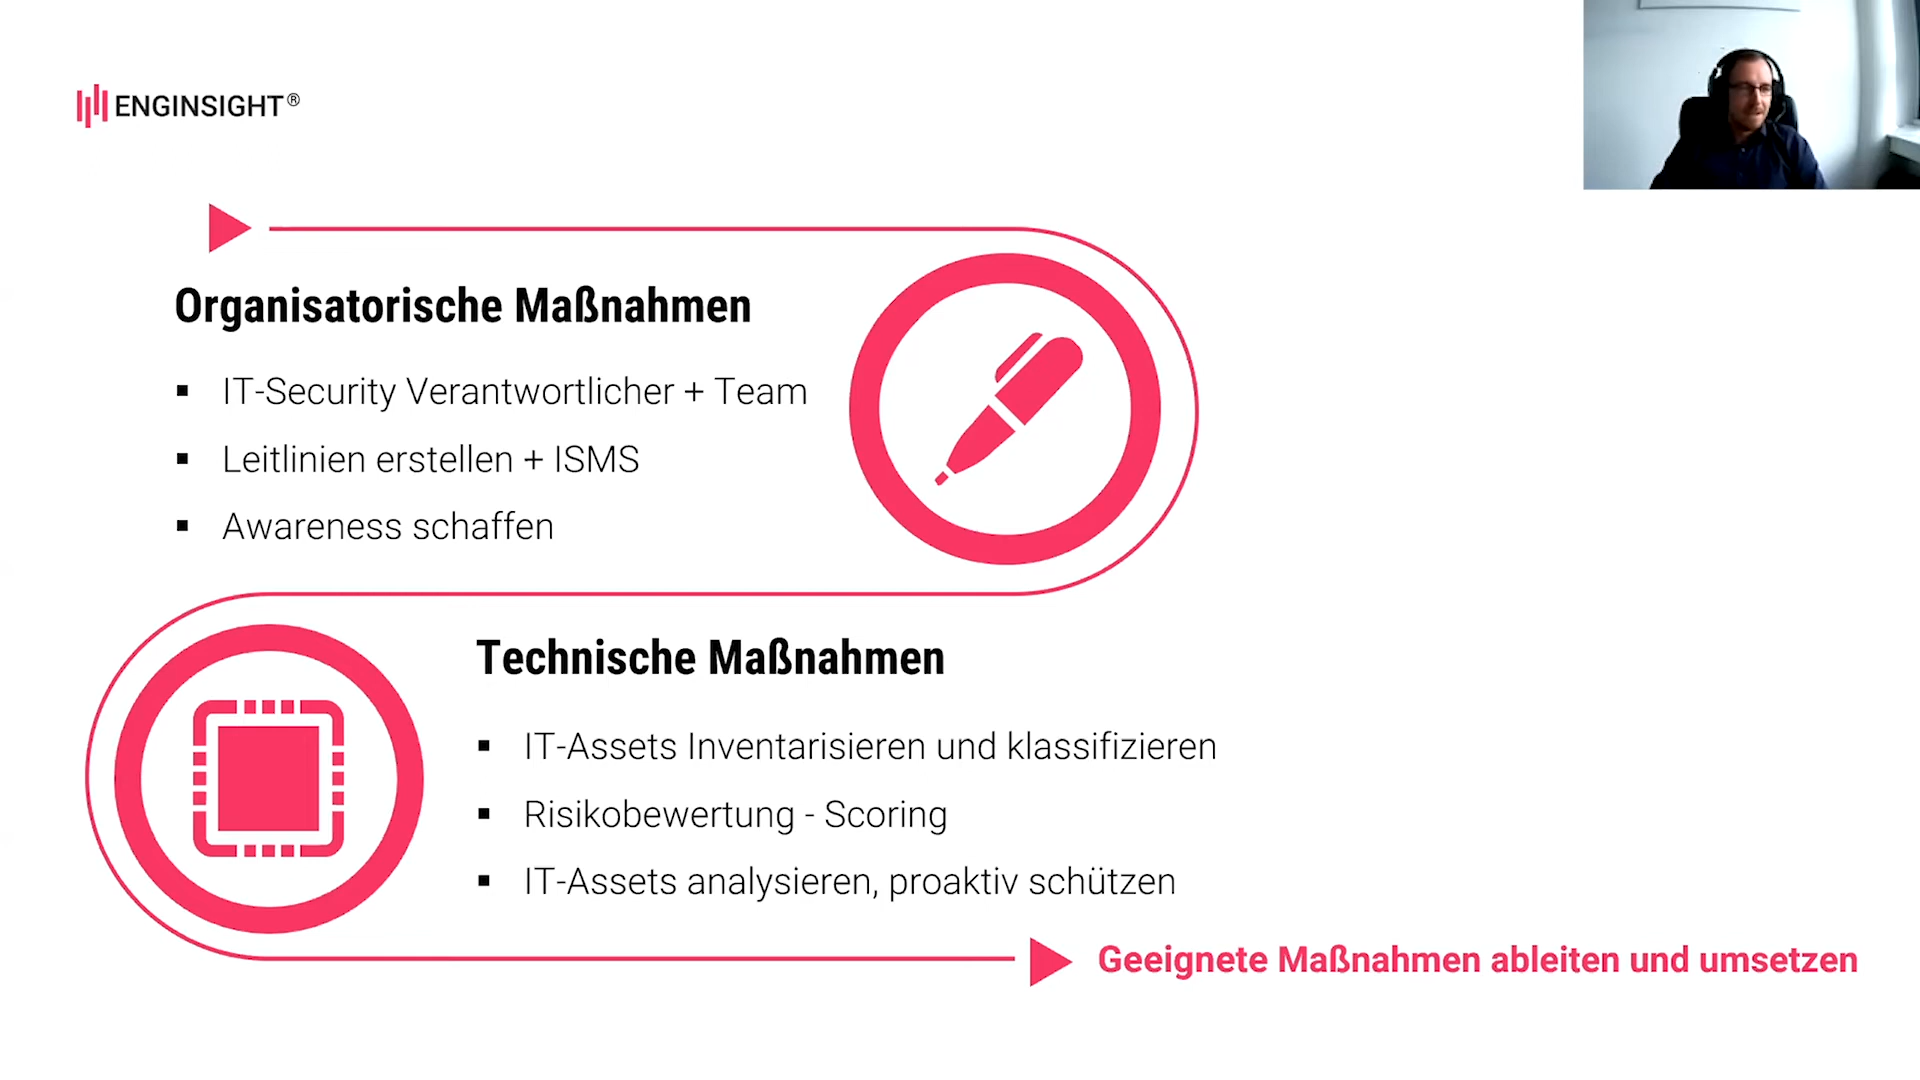 ENGINSIGHT®
Organisatorische Maßnahmen
▪ IT-Security Verantwortlicher + Team
▪ Leitlinien erstellen + ISMS
▪ Awareness schaffen
Technische Maßnahmen
▪ IT-Assets Inventarisieren und klassifizieren
▪ Risikobewertung - Scoring
▪ IT-Assets analysieren, proaktiv schützen
Geeignete Maßnahmen ableiten und umsetzen